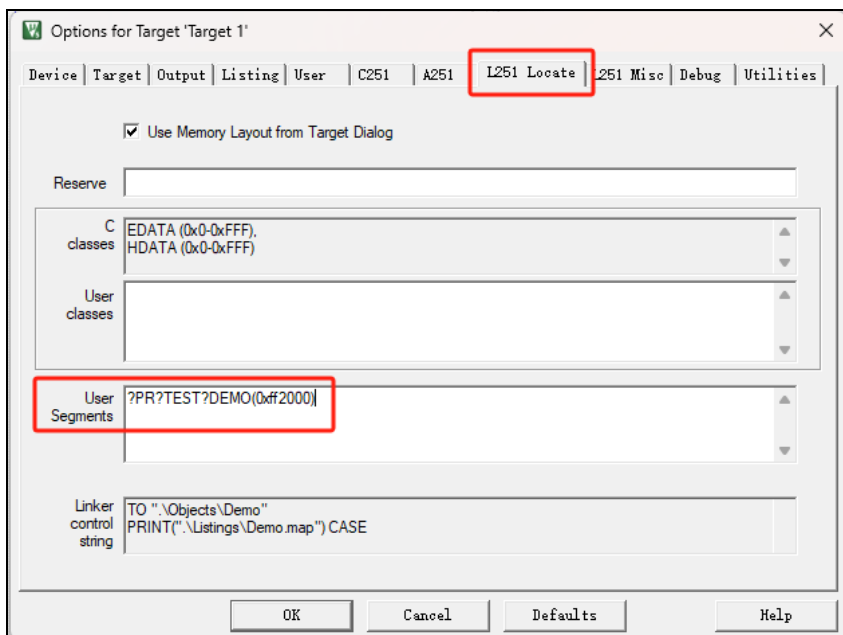 Options for Target 'Target 1'
Device Target Output Listing User C251 A251 L251 Locate L251 Misc Debug Utilities
Use Memory Layout from Target Dialog
Reserve
C classes
EDATA (0x0-0xFFF),
HDATA (0x0-0xFFF)
User classes
User Segments
?PR?TEST?DEMO(0xff2000)
Linker control string
TO ".\Objects\Demo"
PRINT(".\Listings\Demo.map") CASE
OK Cancel Defaults Help